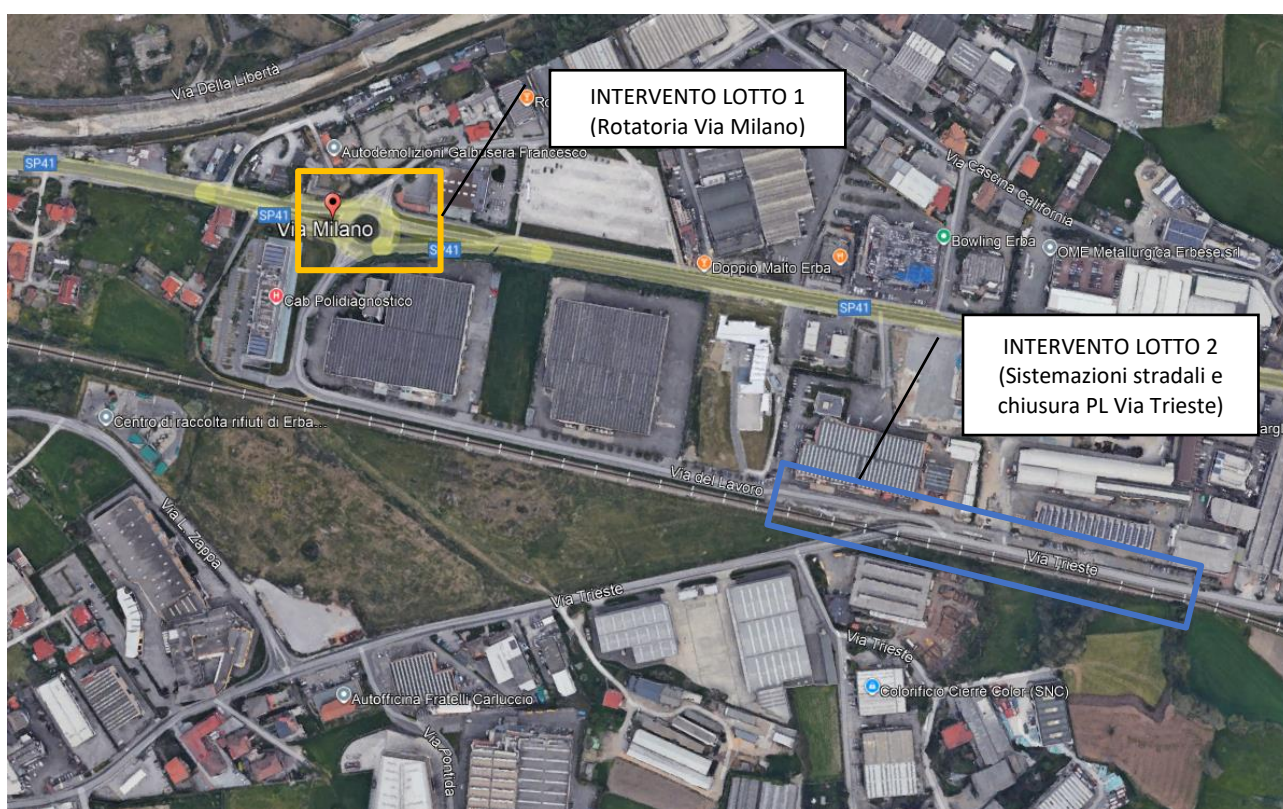 Via Della Libertà
INTERVENTO LOTTO 1
(Rotatoria Via Milano)
Autodemolizioni Galbusera Francesco
SP41
SP41
Via Milano
SP41
Via Cascina California
Bowling Erba
OME Metallurgica Erbese srl
Doppio Malto Erba
Cab Polidiagnostico
SP41
INTERVENTO LOTTO 2
(Sistemazioni stradali e
chiusura PL Via Trieste)
Centro di raccolta rifiuti di Erba...
Via del Lavoro
Via L. Zappa
Via Trieste
Via Trieste
Via Trieste
Colorificio Cierre Color (SNC)
Autofficina Fratelli Carluccio
Via Pontida